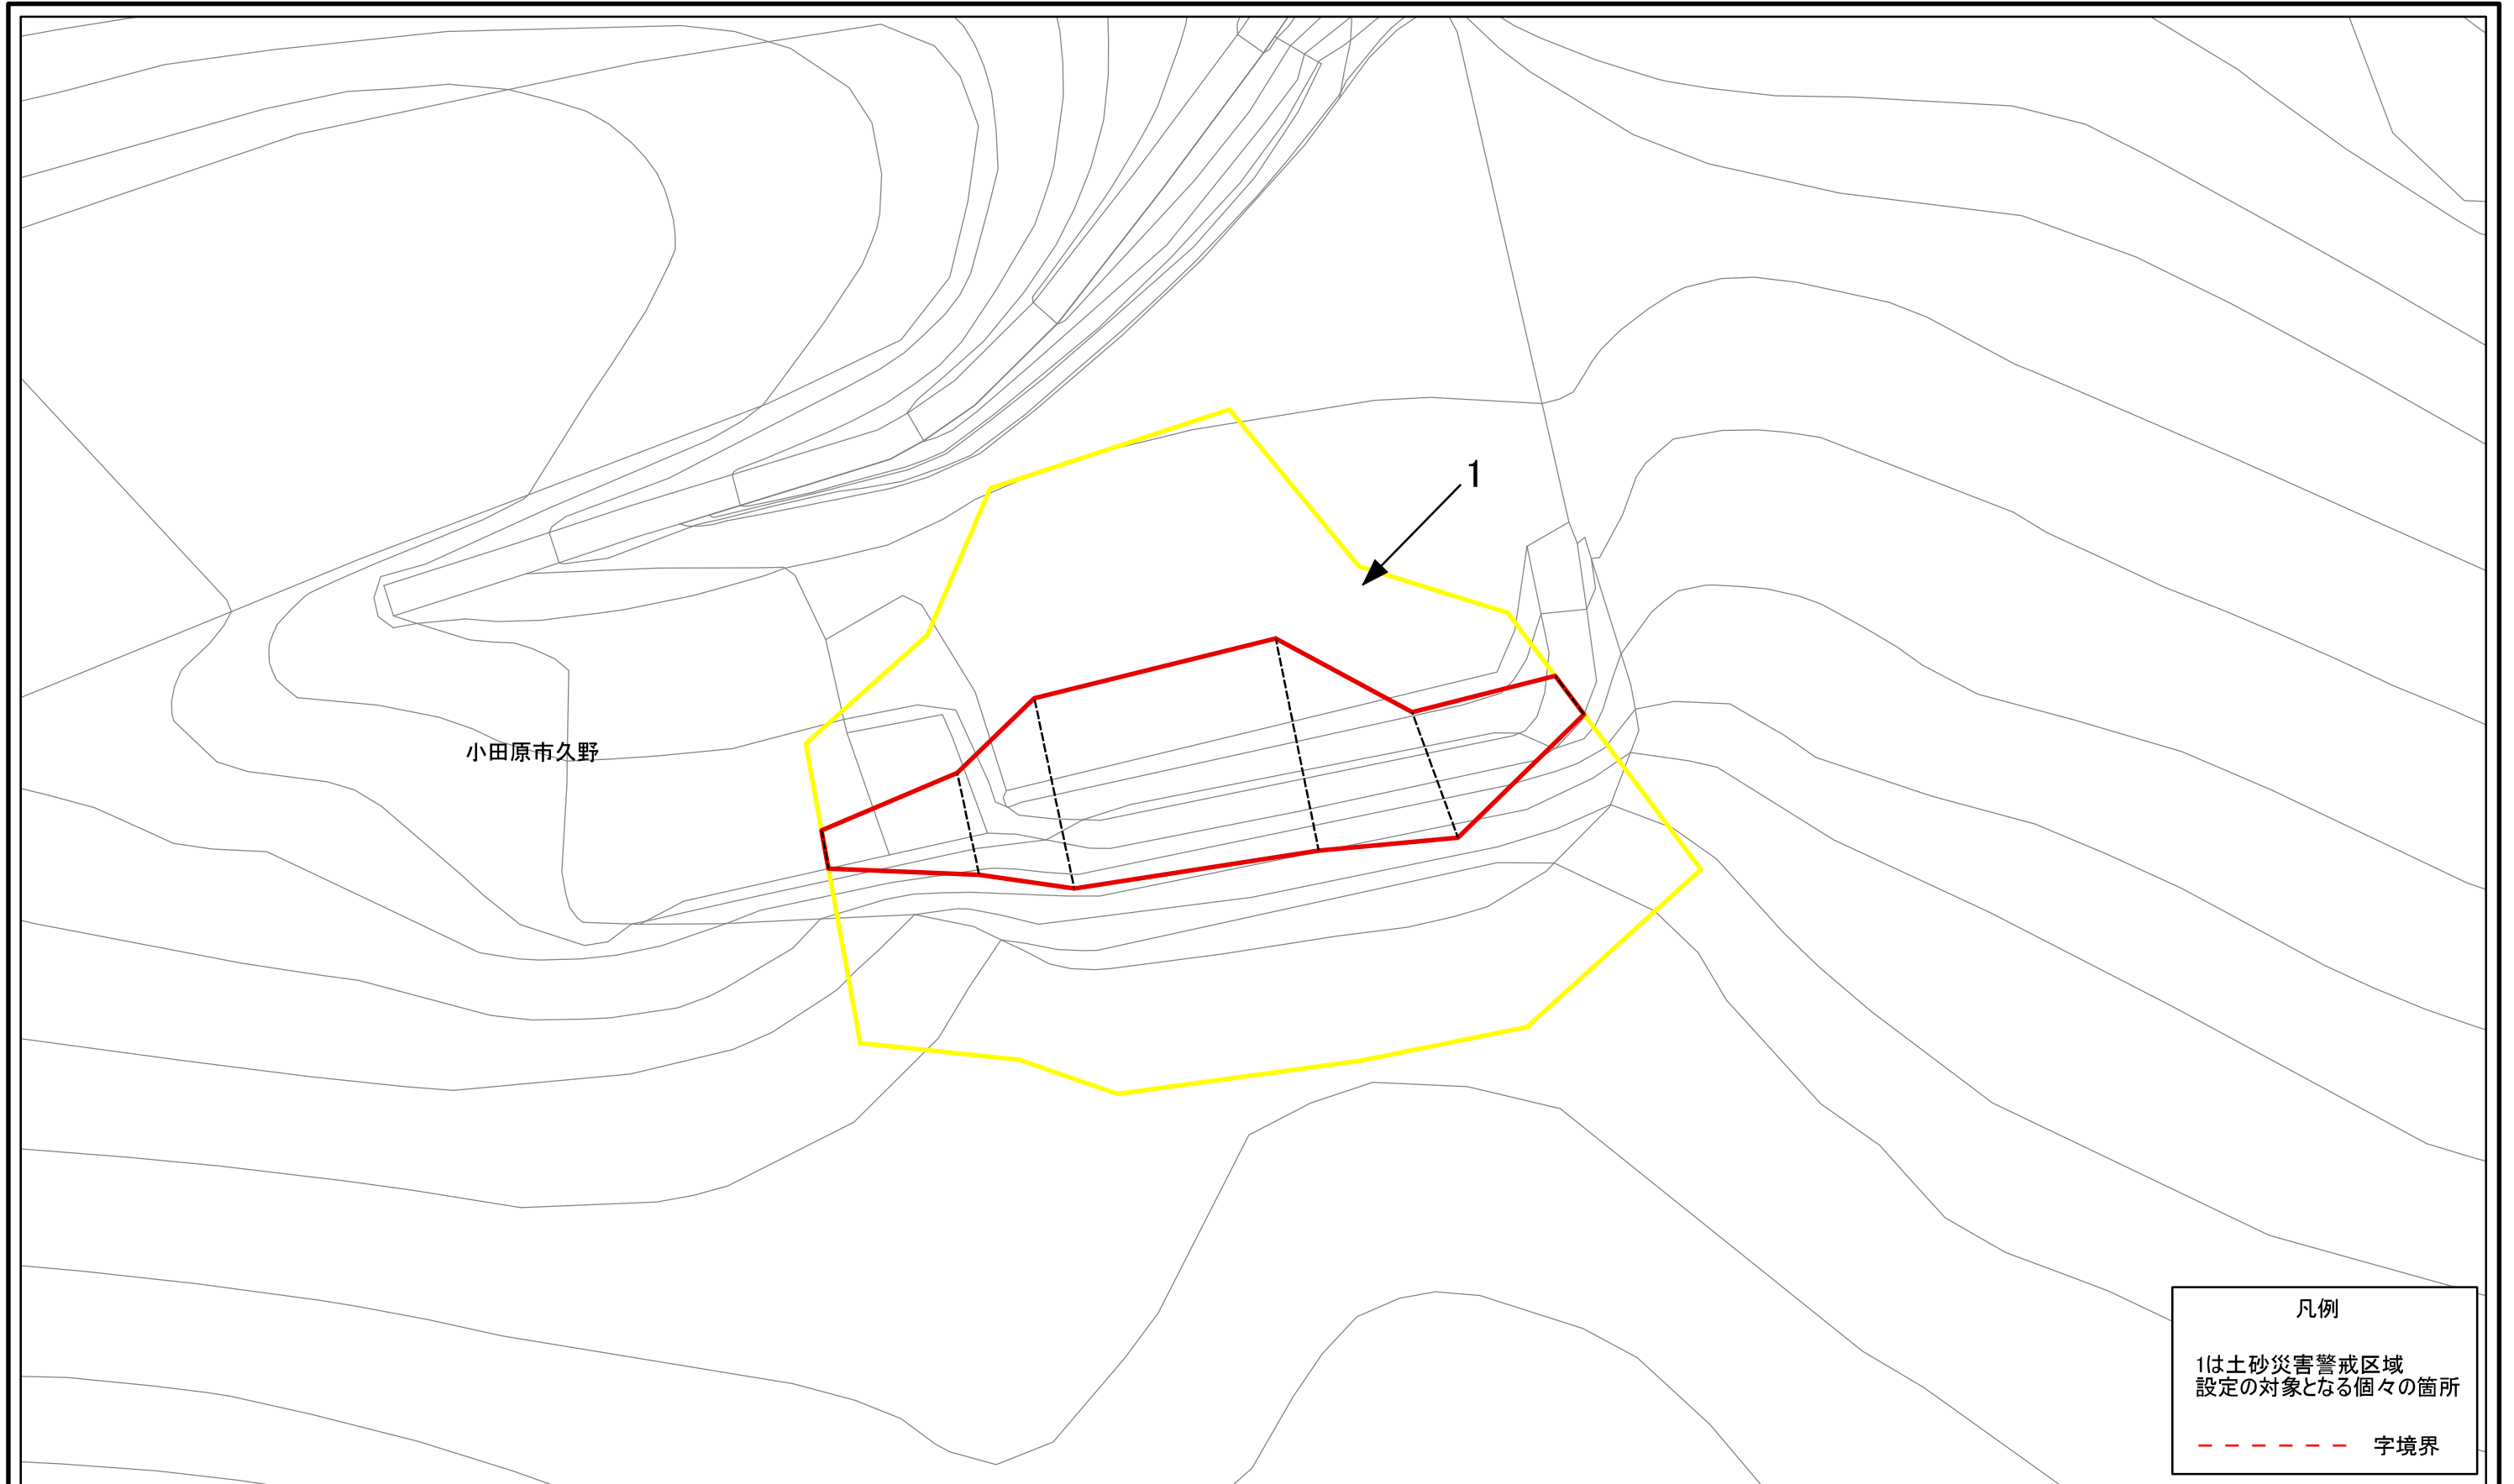 1
小田原市久野
凡例
1は土砂災害警戒区域
設定の対象となる個々の箇所
字境界